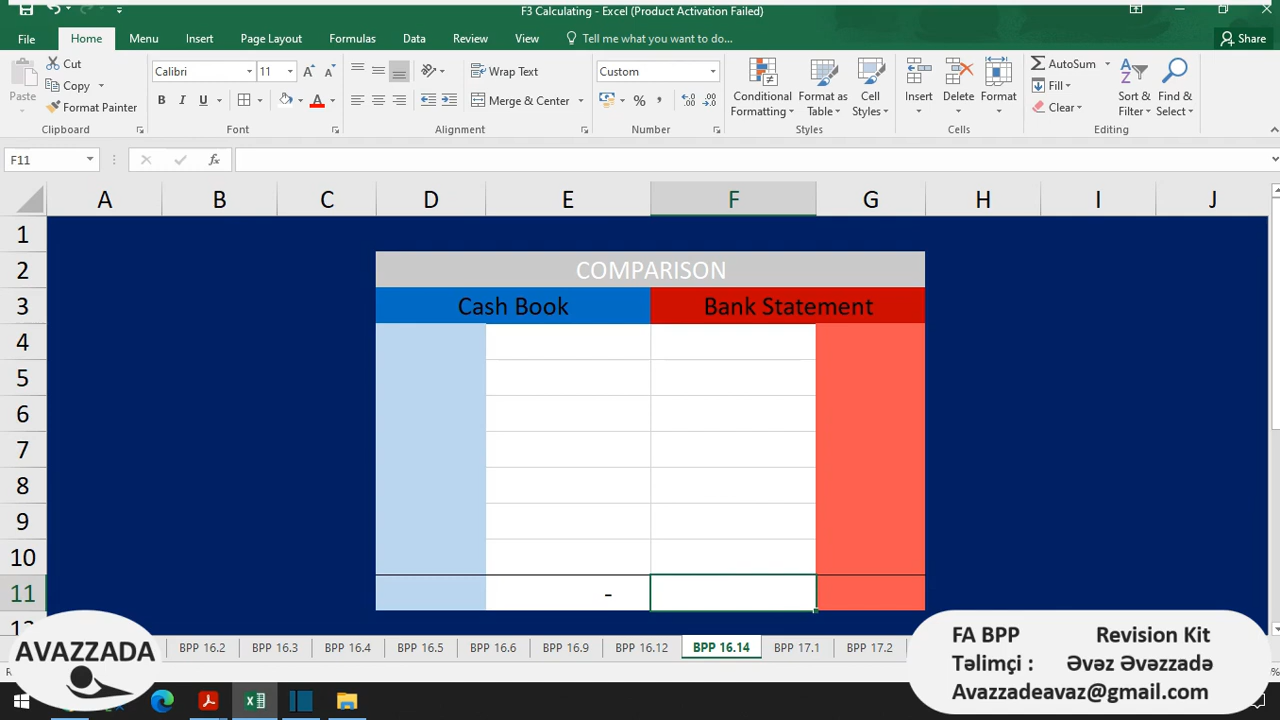 F3 Calculating - Excel (Product Activation Failed)
File Home Menu Insert Page Layout Formulas Data Review View Tell me what you want to do... Share
Cut
Copy
Format Painter
Paste
Clipboard
Calibri 11
B I U A
Font
Wrap Text
Merge & Center
Alignment
Custom
% ,
Number
Conditional Formatting
Format as Table
Cell Styles
Styles
Insert Delete Format
Cells
AutoSum
Fill
Clear
Sort & Filter
Find & Select
Editing
F11 fx
A B C D E F G H I J
1
2 COMPARISON
3 Cash Book Bank Statement
4
5
6
7
8
9
10
11 -
BPP 16.2 BPP 16.3 BPP 16.4 BPP 16.5 BPP 16.6 BPP 16.9 BPP 16.12 BPP 16.14 BPP 17.1 BPP 17.2
AVAZZADA
FA BPP Revision Kit
Təlimçi : Əvəz Əvəzzadə
Avazzadeavaz@gmail.com